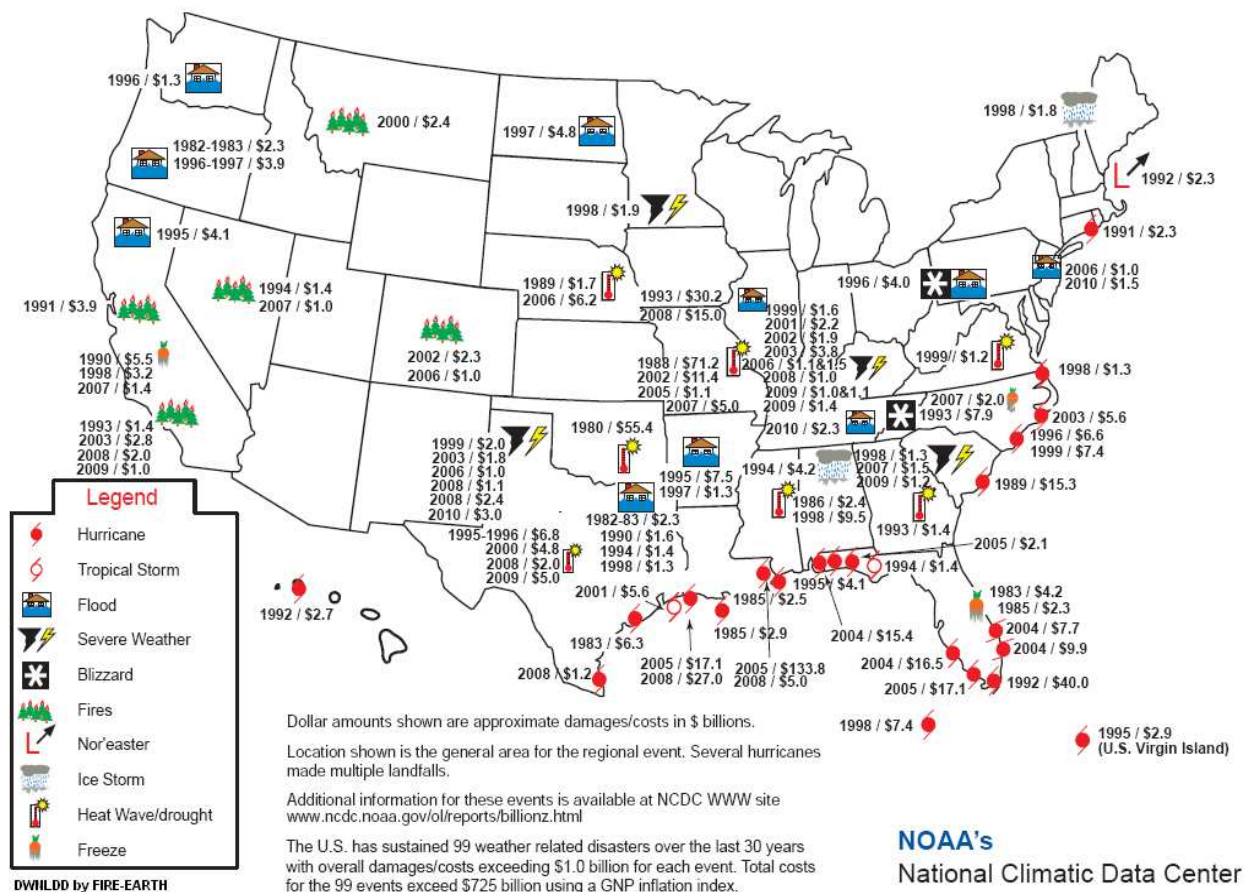 1996 / $1.3
2000 / $2.4
1997 / $4.8
1998 / $1.8
1982-1983 / $2.3
1996-1997 / $3.9
1992 / $2.3
1998 / $1.9
1995 / $4.1
1991 / $2.3
2006 / $1.0
2010 / $1.5
1996 / $4.0
1989 / $1.7
2006 / $6.2
1993 / $30.2
2008 / $15.0
1994 / $1.4
2007 / $1.0
1991 / $3.9
1999 / $1.6
2001 / $2.2
2002 / $1.9
2003 / $3.8
2006 / $1.1&1.5
2008 / $1.0
2009 / $1.0&1.1
2009 / $1.4
2010 / $2.3
1988 / $71.2
2002 / $11.4
2005 / $1.1
2007 / $5.0
2002 / $2.3
2006 / $1.0
1999// $1.2
1998 / $1.3
1990 / $5.5
1998 / $3.2
2007 / $1.4
2007 / $2.0
1993 / $7.9
2003 / $5.6
1996 / $6.6
1999 / $7.4
1993 / $1.4
2003 / $2.8
2008 / $2.0
2009 / $1.0
1999 / $2.0
2003 / $1.8
2006 / $1.0
2008 / $1.1
2008 / $2.4
2010 / $3.0
1980 / $55.4
1995 / $7.5
1997 / $1.3
1994 / $4.2
1998 / $1.3
2007 / $1.5
2009 / $1.2
1989 / $15.3
1986 / $2.4
1998 / $9.5
1993 / $1.4
1982-83 / $2.3
1990 / $1.6
1994 / $1.4
1998 / $1.3
1995-1996 / $6.8
2000 / $4.8
2008 / $2.0
2009 / $5.0
2005 / $2.1
1994 / $1.4
1995 / $4.1
1985 / $2.5
2001 / $5.6
1983 / $4.2
1985 / $2.3
1992 / $2.7
1985 / $2.9
2004 / $15.4
2004 / $7.7
1983 / $6.3
2004 / $9.9
2004 / $16.5
2005 / $17.1
2008 / $27.0
2005 / $133.8
2008 / $5.0
2008 / $1.2
2005 / $17.1
1992 / $40.0
1998 / $7.4
1995 / $2.9
(U.S. Virgin Island)
Legend
Hurricane
Tropical Storm
Flood
Severe Weather
Blizzard
Fires
Nor'easter
Ice Storm
Heat Wave/drought
Freeze
DWNLDD by FIRE-EARTH
Dollar amounts shown are approximate damages/costs in $ billions.
Location shown is the general area for the regional event. Several hurricanes
made multiple landfalls.
Additional information for these events is available at NCDC WWW site
www.ncdc.noaa.gov/ol/reports/billionz.html
The U.S. has sustained 99 weather related disasters over the last 30 years
with overall damages/costs exceeding $1.0 billion for each event. Total costs
for the 99 events exceed $725 billion using a GNP inflation index.
NOAA's
National Climatic Data Center